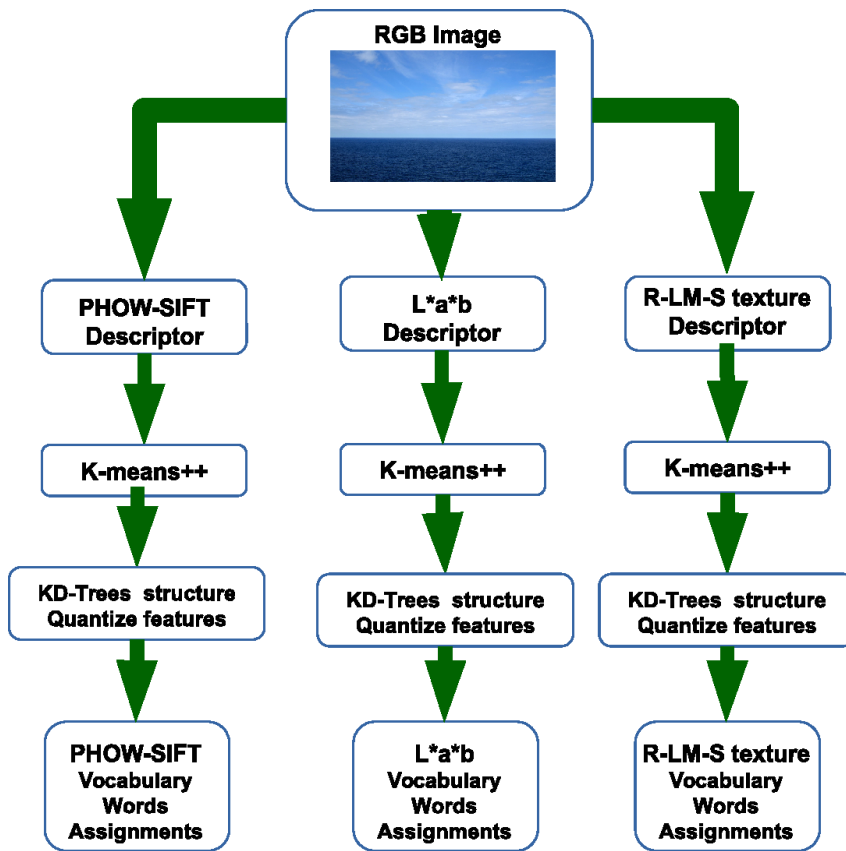 RGB Image
PHOW-SIFT
Descriptor
L*a*b
Descriptor
R-LM-S texture
Descriptor
K-means++
K-means++
K-means++
KD-Trees structure
Quantize features
KD-Trees structure
Quantize features
KD-Trees structure
Quantize features
PHOW-SIFT
Vocabulary
Words
Assignments
L*a*b
Vocabulary
Words
Assignments
R-LM-S texture
Vocabulary
Words
Assignments